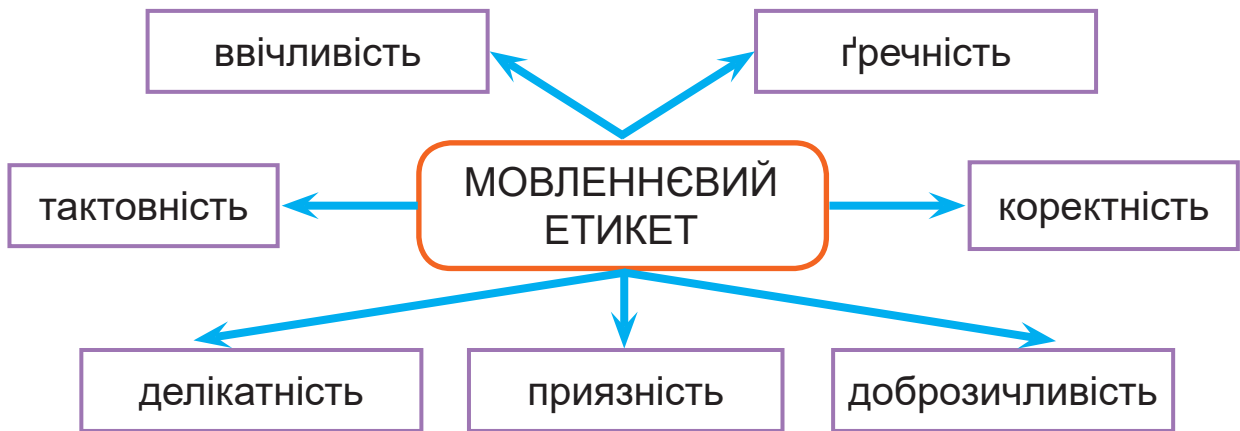 ввічливість
ґречність
тактовність
МОВЛЕННЄВИЙ
ЕТИКЕТ
коректність
делікатність
приязність
доброзичливість